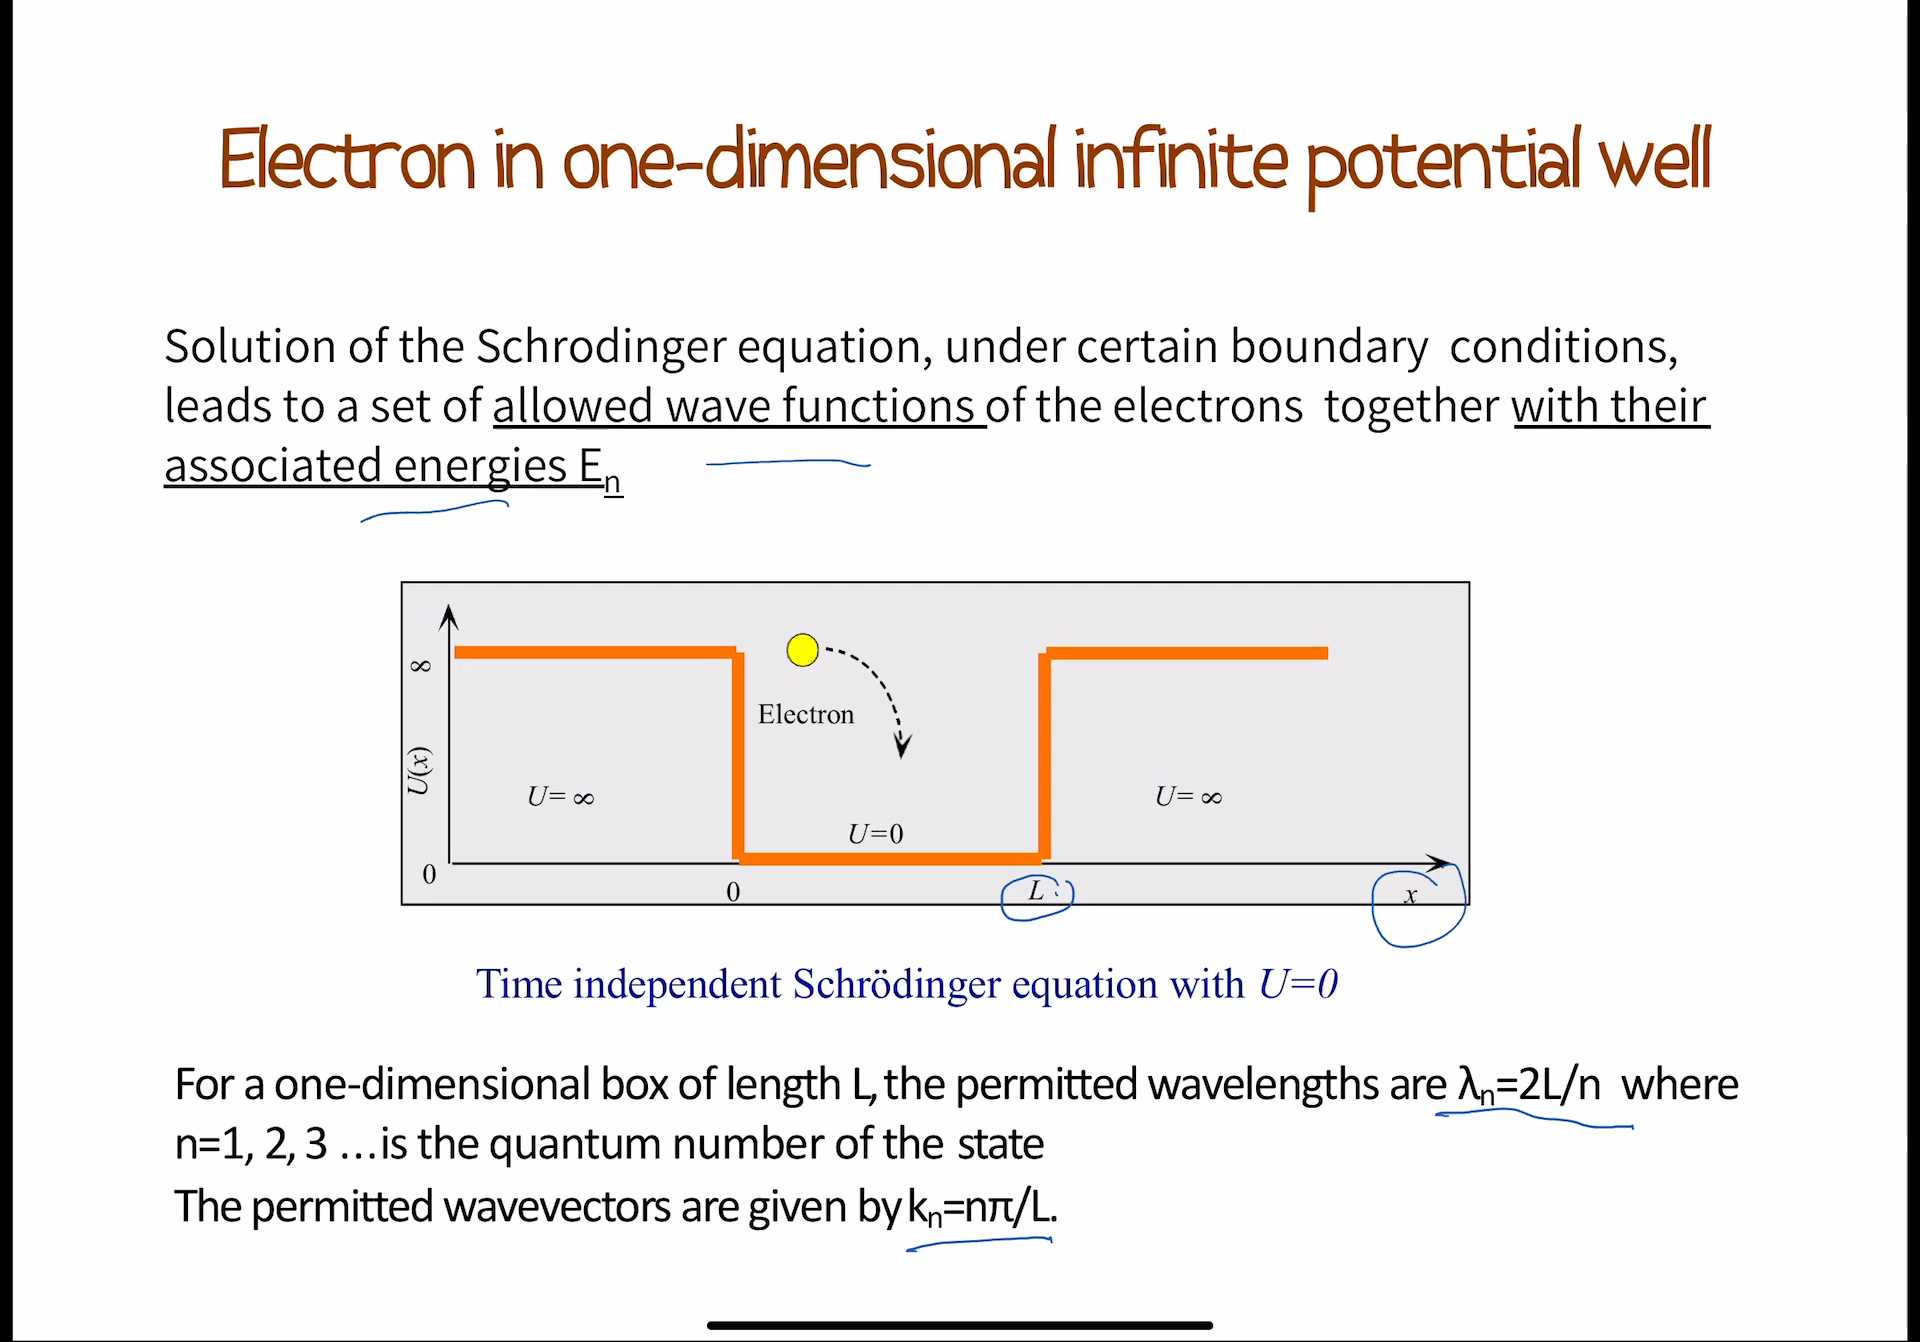 Electron in one-dimensional infinite potential well
Solution of the Schrodinger equation, under certain boundary conditions,
leads to a set of allowed wave functions of the electrons together with their
associated energies Eₙ
∞
U(x)
0
Electron
U= ∞
U=0
U= ∞
0
L
x
Time independent Schrödinger equation with U=0
For a one-dimensional box of length L, the permitted wavelengths are λₙ=2L/n where
n=1, 2, 3 ...is the quantum number of the state
The permitted wavevectors are given by kₙ=nπ/L.